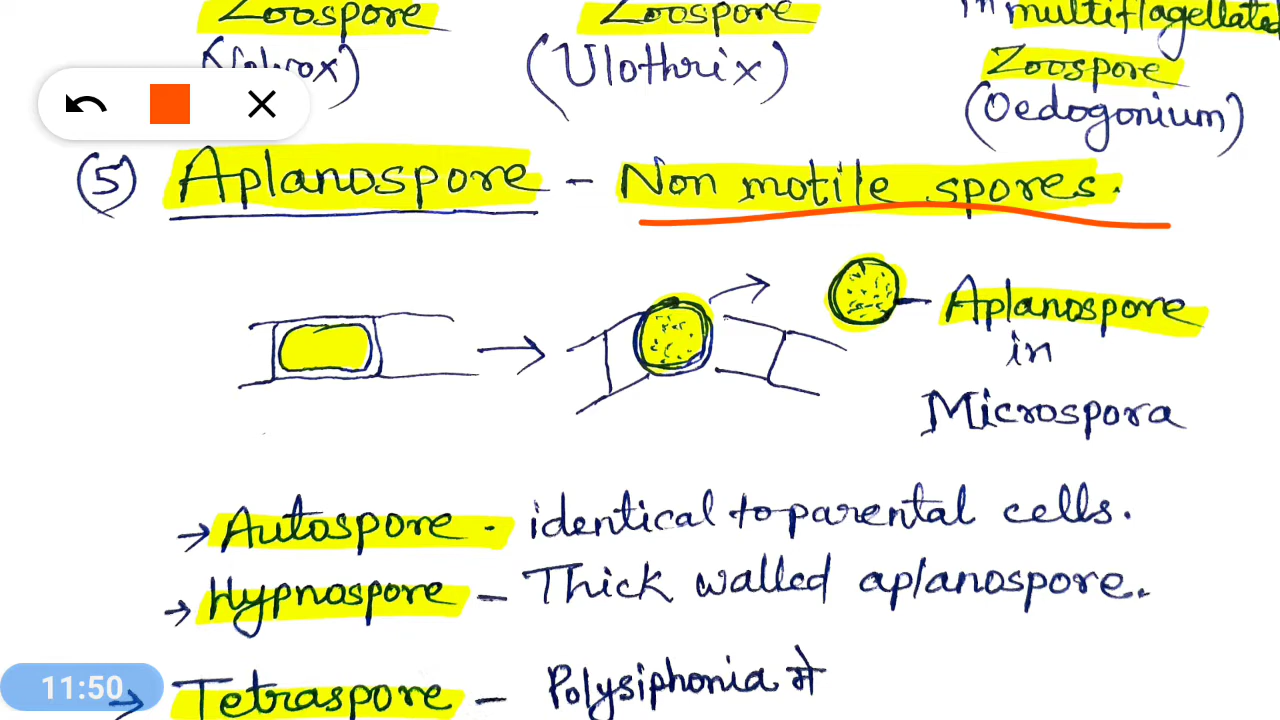 Zoospore Zoospore in multiflagellated
(Ulothrix) Zoospore
(Oedogonium)
(5) Aplanospore - Non motile spores.
Aplanospore
in
Microspora
→ Autospore - identical to parental cells.
→ Hypnospore - Thick walled aplanospore.
→ Tetraspore - Polysiphonia में
11:50